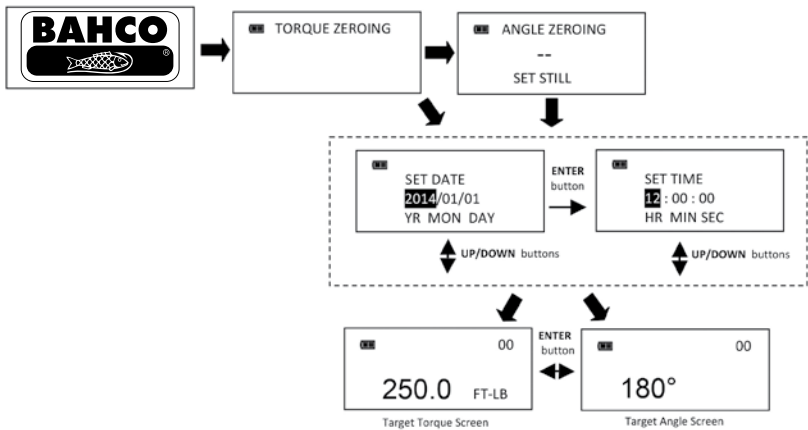 BAHCO
®
TORQUE ZEROING
ANGLE ZEROING
--
SET STILL
SET DATE
2014/01/01
YR MON DAY
ENTER
button
SET TIME
12 : 00 : 00
HR MIN SEC
UP/DOWN buttons
UP/DOWN buttons
00
250.0 FT-LB
Target Torque Screen
ENTER
button
00
180°
Target Angle Screen